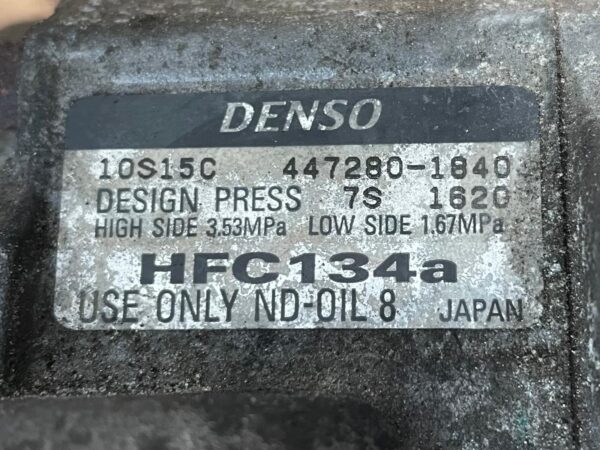 DENSO
10S15C 447280-1840
DESIGN PRESS 7S 1620
HIGH SIDE 3.53MPa LOW SIDE 1.67MPa
HFC134a
USE ONLY ND-OIL 8 JAPAN